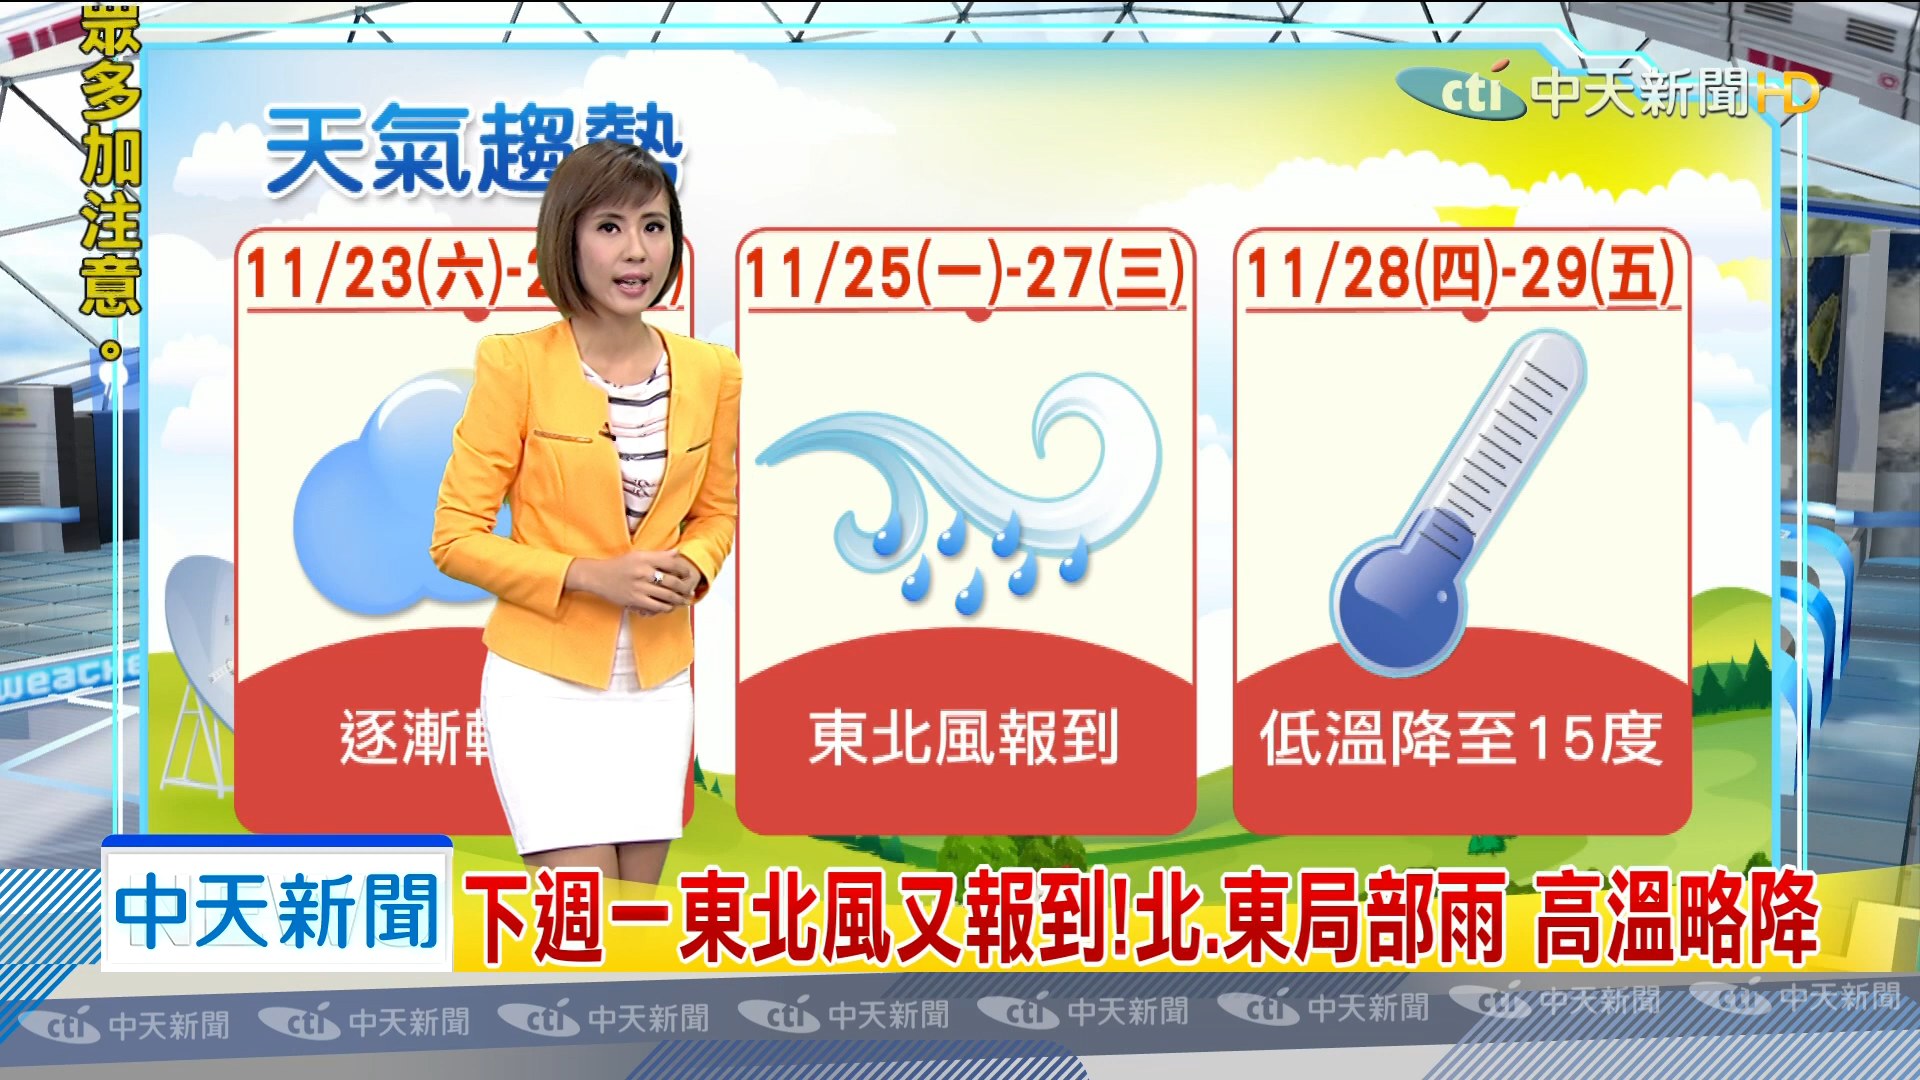 眾多加注意。
cti 中天新聞HD
天氣趨勢
11/23(六)-2
11/25(一)-27(三)
11/28(四)-29(五)
逐漸
東北風報到
低溫降至15度
中天新聞
下週一東北風又報到!北.東局部雨 高溫略降
cti 中天新聞 cti 中天新聞 cti 中天新聞 cti 中天新聞 cti 中天新聞 cti 中天新聞 cti 中天新聞 cti 中天新聞